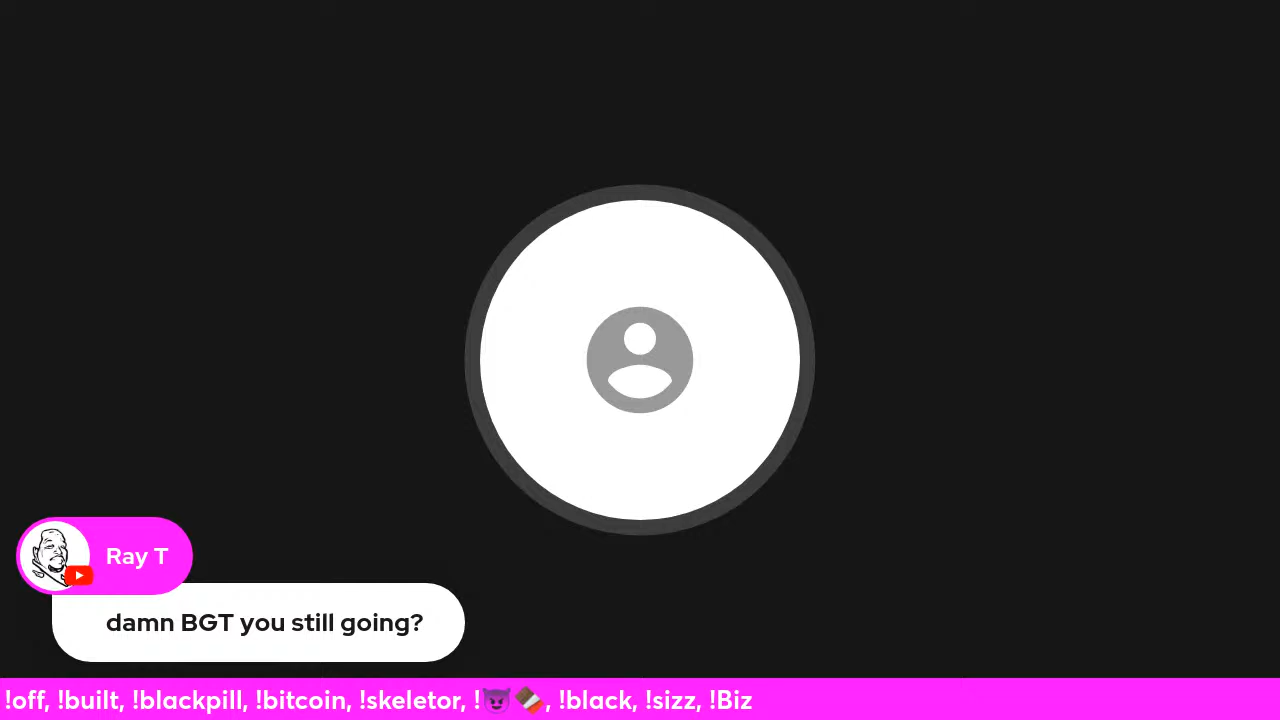 Ray T
damn BGT you still going?
!off, !built, !blackpill, !bitcoin, !skeletor, !😈🍫, !black, !sizz, !Biz